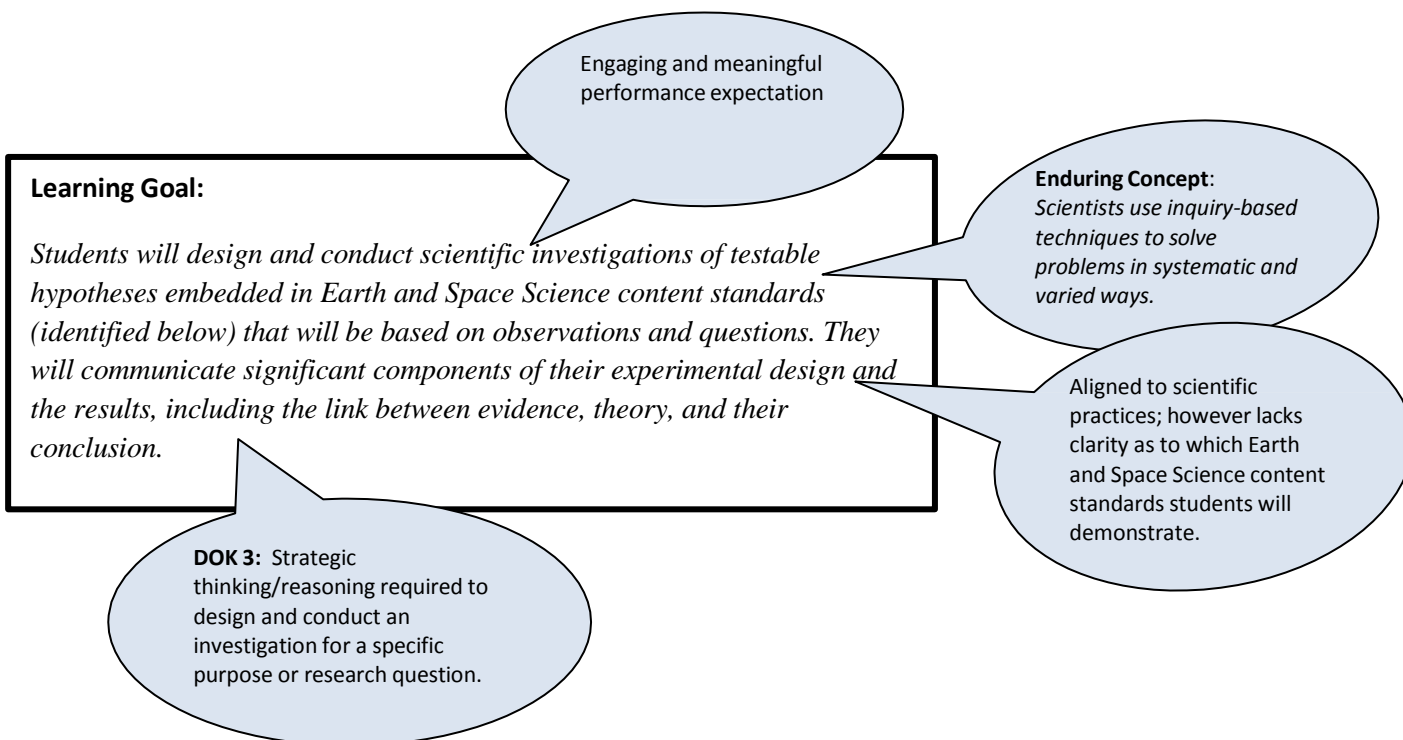 Engaging and meaningful
performance expectation
Learning Goal:
Students will design and conduct scientific investigations of testable
hypotheses embedded in Earth and Space Science content standards
(identified below) that will be based on observations and questions. They
will communicate significant components of their experimental design and
the results, including the link between evidence, theory, and their
conclusion.
Enduring Concept:
Scientists use inquiry-based
techniques to solve
problems in systematic and
varied ways.
Aligned to scientific
practices; however lacks
clarity as to which Earth
and Space Science content
standards students will
demonstrate.
DOK 3: Strategic
thinking/reasoning required to
design and conduct an
investigation for a specific
purpose or research question.